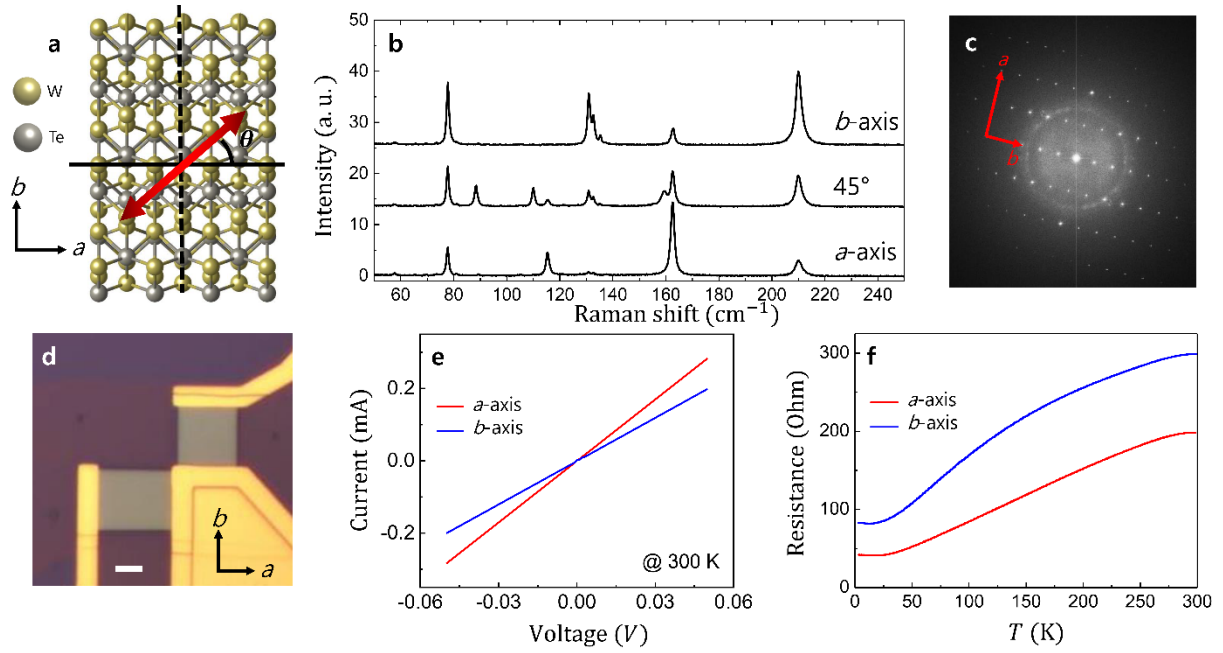 a
W
Te
θ
b
a
b
50
40
30
20
10
0
Intensity (a. u.)
b-axis
45°
a-axis
60 80 100 120 140 160 180 200 220 240
Raman shift (cm⁻¹)
c
a
b
d
b
a
e
a-axis
b-axis
0.2
0.0
-0.2
Current (mA)
@ 300 K
-0.06 -0.03 0.00 0.03 0.06
Voltage (V)
f
a-axis
b-axis
300
200
100
0
Resistance (Ohm)
0 50 100 150 200 250 300
T (K)